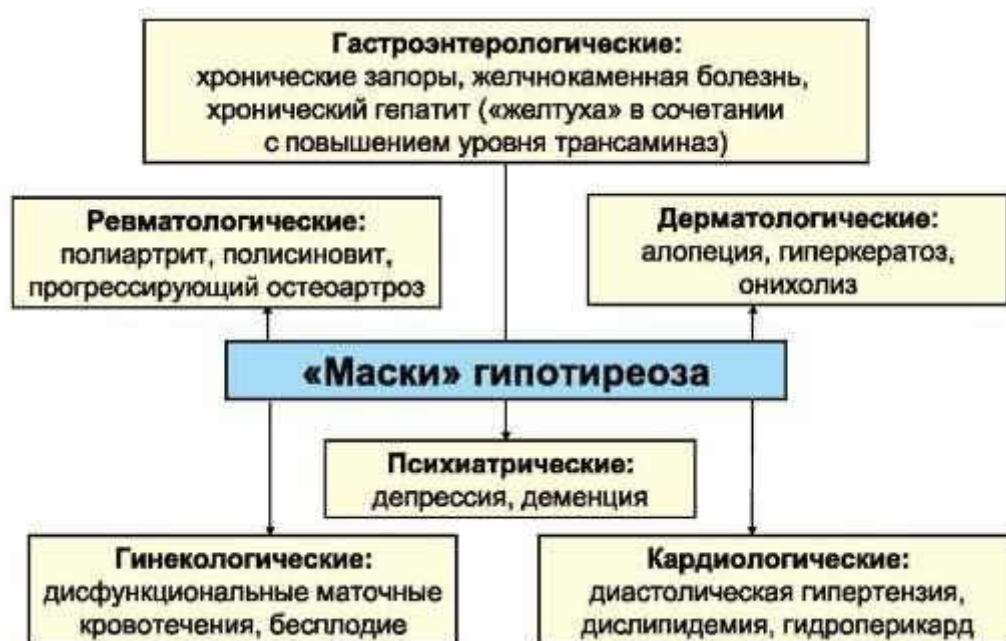 Гастроэнтерологические:
хронические запоры, желчнокаменная болезнь,
хронический гепатит («желтуха» в сочетании
с повышением уровня трансаминаз)
Ревматологические:
полиартрит, полисиновит,
прогрессирующий остеоартроз
Дерматологические:
алопеция, гиперкератоз,
онихолиз
«Маски» гипотиреоза
Психиатрические:
депрессия, деменция
Гинекологические:
дисфункциональные маточные
кровотечения, бесплодие
Кардиологические:
диастолическая гипертензия,
дислипидемия, гидроперикард